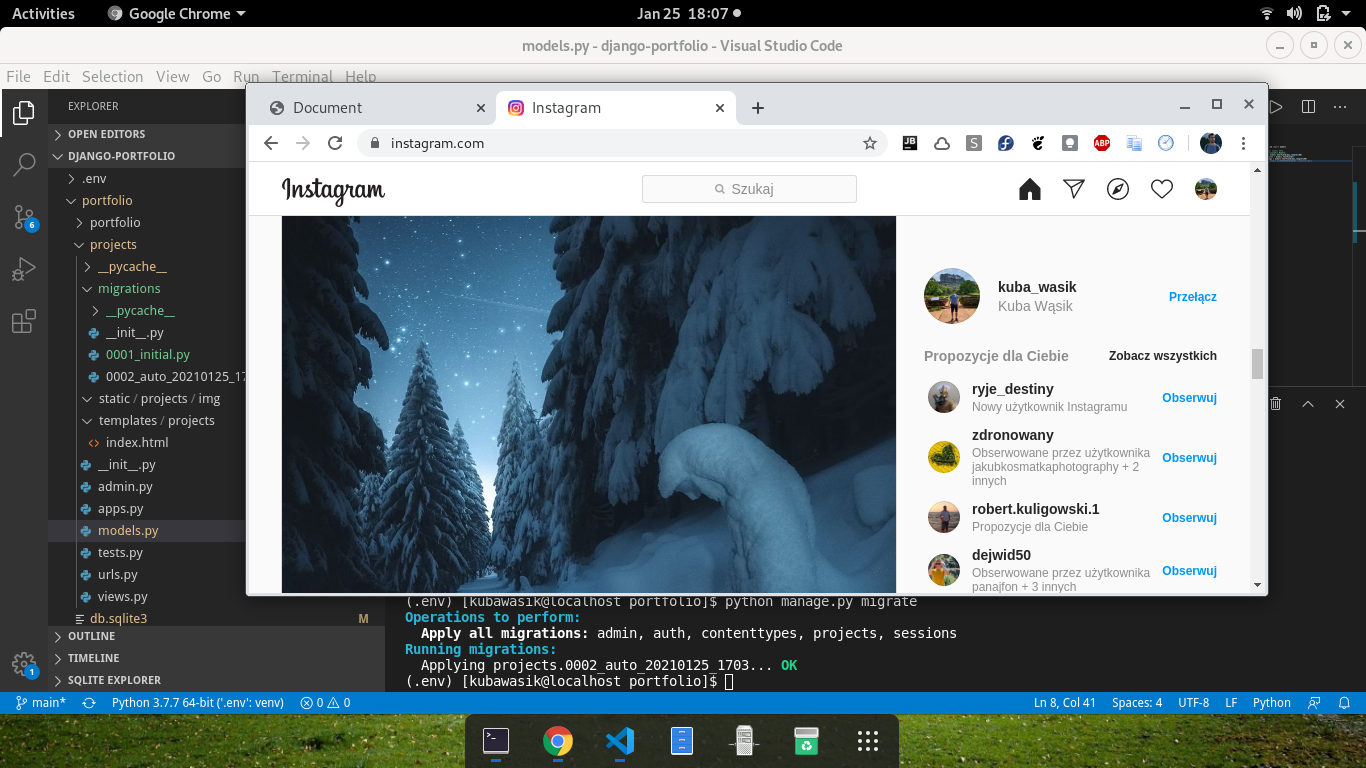 Activities
Google Chrome
Jan 25 18:07
models.py - django-portfolio - Visual Studio Code
File Edit Selection View Go Run Terminal Help
EXPLORER
OPEN EDITORS
DJANGO-PORTFOLIO
.env
portfolio
portfolio
projects
__pycache__
migrations
__pycache__
__init__.py
0001_initial.py
0002_auto_20210125_17
static / projects / img
templates / projects
index.html
__init__.py
admin.py
apps.py
models.py
tests.py
urls.py
views.py
db.sqlite3 M
OUTLINE
TIMELINE
SQLITE EXPLORER
6
1
Document
Instagram
instagram.com
JB
S
ABP
Instagram
Szukaj
kuba_wasik
Kuba Wąsik
Przełącz
Propozycje dla Ciebie
Zobacz wszystkich
ryje_destiny
Nowy użytkownik Instagramu
Obserwuj
zdronowany
Obserwowane przez użytkownika
jakubkosmatkaphotography + 2
innych
Obserwuj
robert.kuligowski.1
Propozycje dla Ciebie
Obserwuj
dejwid50
Obserwowane przez użytkownika
panajfon + 3 innych
Obserwuj
(.env) [kubawasik@localhost portfolio]$ python manage.py migrate
Operations to perform:
Apply all migrations: admin, auth, contenttypes, projects, sessions
Running migrations:
Applying projects.0002_auto_20210125_1703... OK
(.env) [kubawasik@localhost portfolio]$
main* Python 3.7.7 64-bit ('.env': venv) 0 0 Ln 8, Col 41 Spaces: 4 UTF-8 LF Python